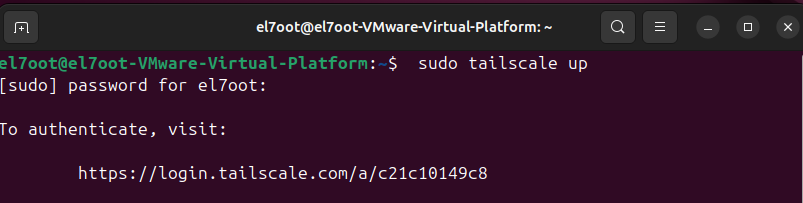 el7oot@el7oot-VMware-Virtual-Platform: ~
el7oot@el7oot-VMware-Virtual-Platform:~$  sudo tailscale up
[sudo] password for el7oot:
To authenticate, visit:
https://login.tailscale.com/a/c21c10149c8